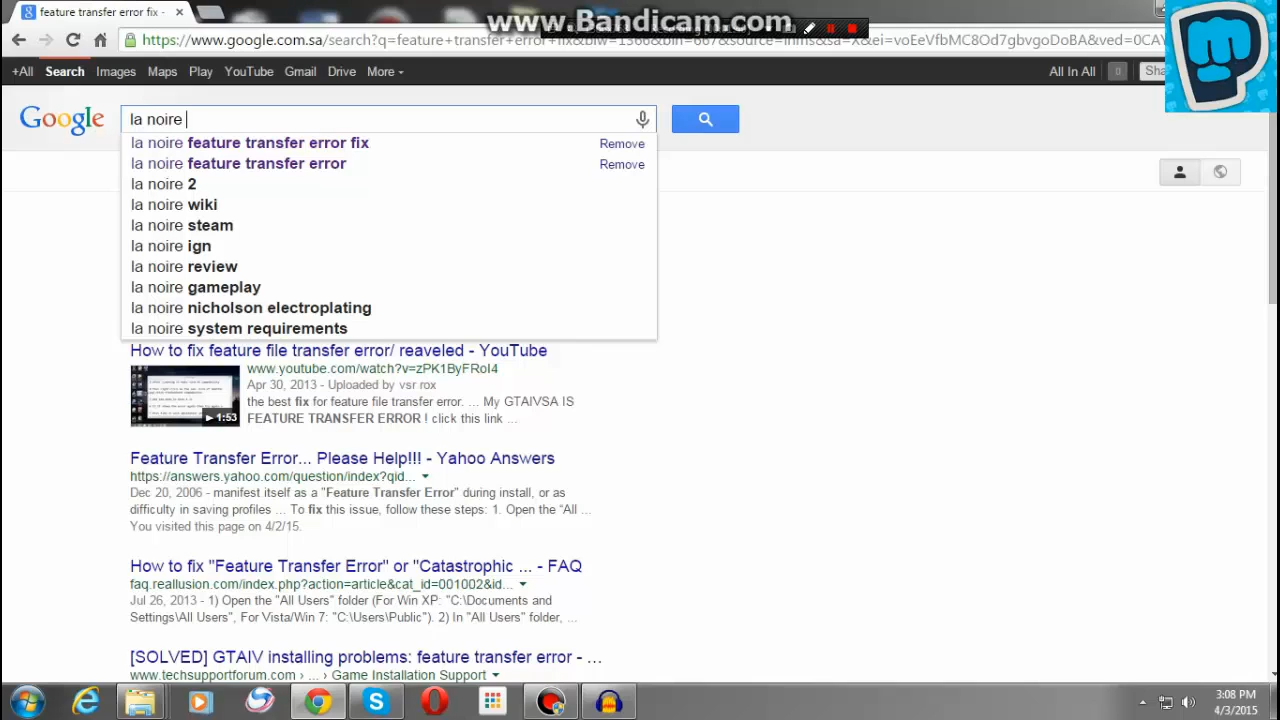 feature transfer error fix -
www.Bandicam.com
https://www.google.com.sa/search?q=feature+transfer+error+fix&biw=1366&bih=667&source=lnms&sa=X&ei=voEeVfbMC8Od7gbvgoDoBA&ved=0CAY
+All Search Images Maps Play YouTube Gmail Drive More
All In All 0 Sha
Google
la noire
la noire feature transfer error fix Remove
la noire feature transfer error Remove
la noire 2
la noire wiki
la noire steam
la noire ign
la noire review
la noire gameplay
la noire nicholson electroplating
la noire system requirements
How to fix feature file transfer error/ reaveled - YouTube
www.youtube.com/watch?v=zPK1ByFRoI4
Apr 30, 2013 - Uploaded by vsr rox
the best fix for feature file transfer error. ... My GTAIVSA IS
FEATURE TRANSFER ERROR ! click this link ...
1:53
Feature Transfer Error... Please Help!!! - Yahoo Answers
https://answers.yahoo.com/question/index?qid...
Dec 20, 2006 - manifest itself as a "Feature Transfer Error" during install, or as
difficulty in saving profiles ... To fix this issue, follow these steps: 1. Open the "All ...
You visited this page on 4/2/15.
How to fix "Feature Transfer Error" or "Catastrophic ... - FAQ
faq.reallusion.com/index.php?action=article&cat_id=001002&id...
Jul 26, 2013 - 1) Open the "All Users" folder (For Win XP: "C:\Documents and
Settings\All Users", For Vista/Win 7: "C:\Users\Public"). 2) In "All Users" folder, ...
[SOLVED] GTAIV installing problems: feature transfer error - ...
www.techsupportforum.com › ... › Game Installation Support
3:08 PM
4/3/2015